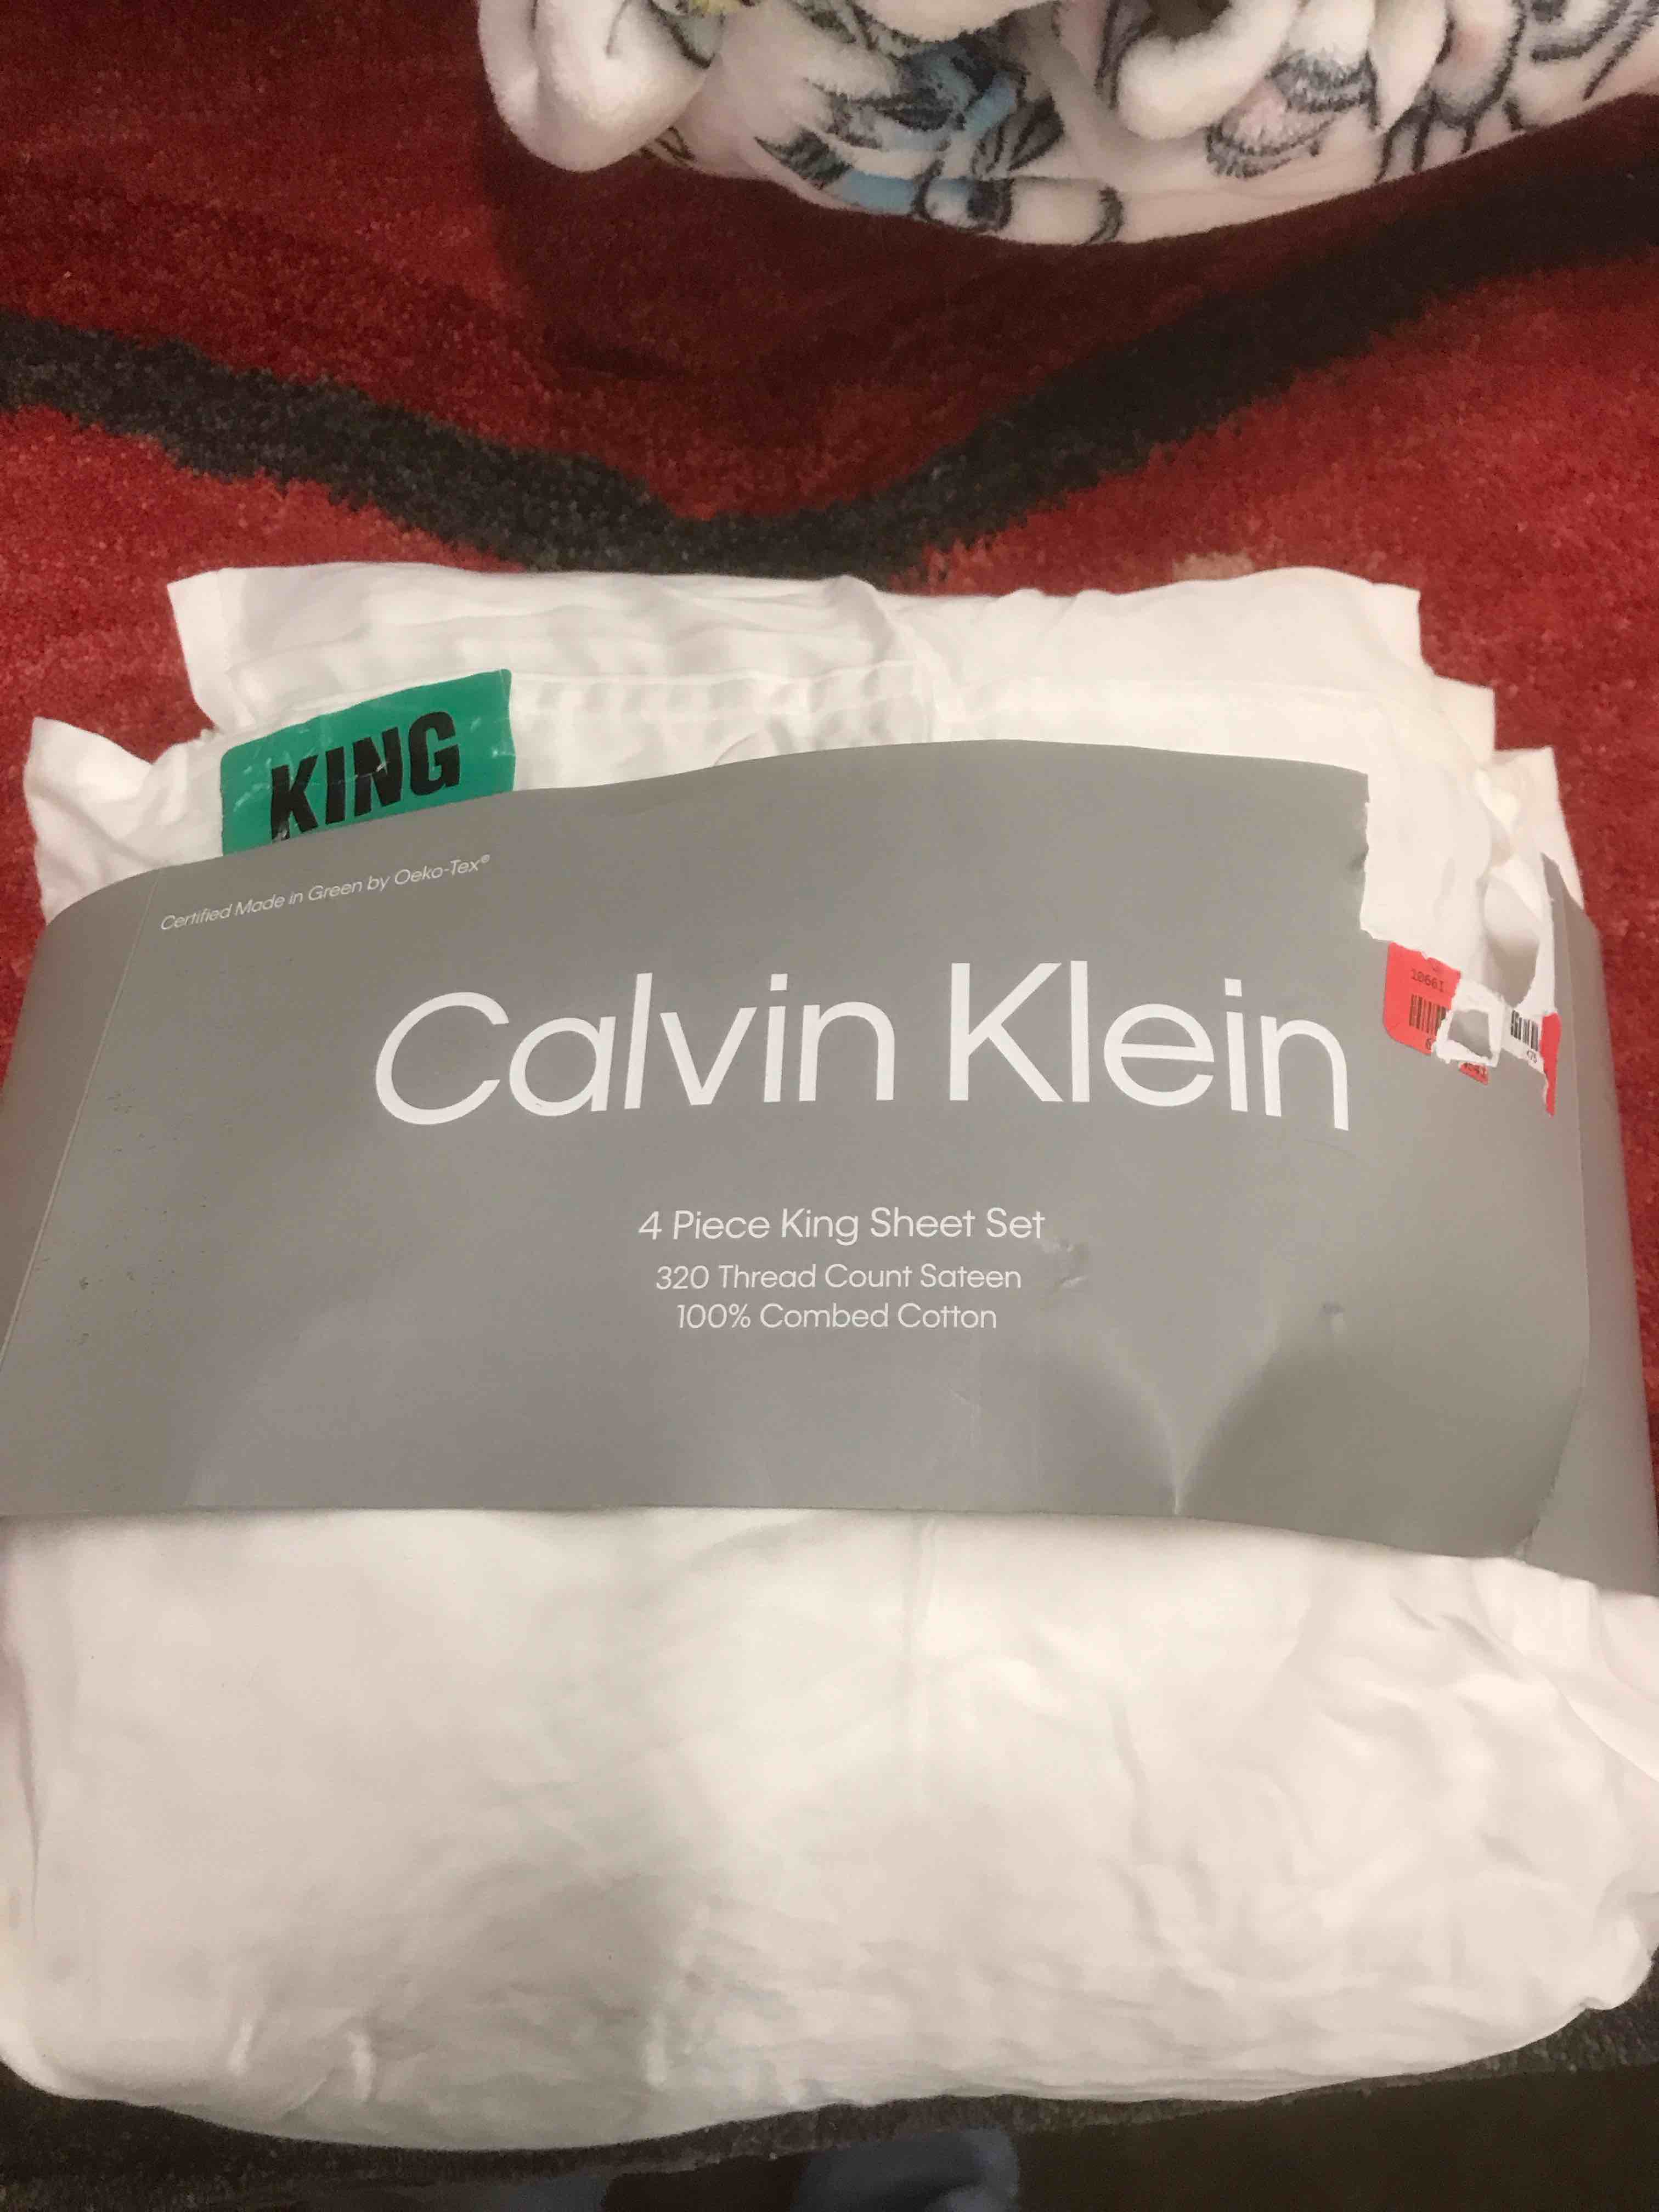 KING
Certified Made in Green by Oeko-Tex®
Calvin Klein
10661
4 Piece King Sheet Set
320 Thread Count Sateen
100% Combed Cotton